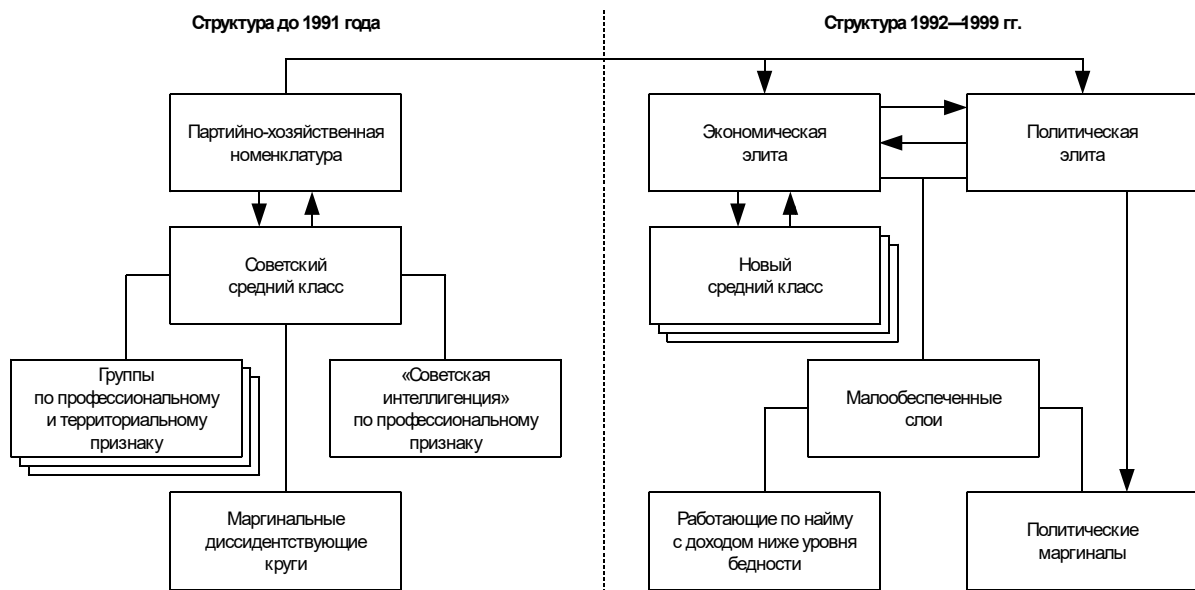 Структура до 1991 года
Партийно-хозяйственная
номенклатура
Советский
средний класс
Группы
по профессиональному
и территориальному
признаку
«Советская
интеллигенция»
по профессиональному
признаку
Маргинальные
диссидентствующие
круги
Структура 1992—1999 гг.
Экономическая
элита
Политическая
элита
Новый
средний класс
Малообеспеченные
слои
Работающие по найму
с доходом ниже уровня
бедности
Политические
маргиналы